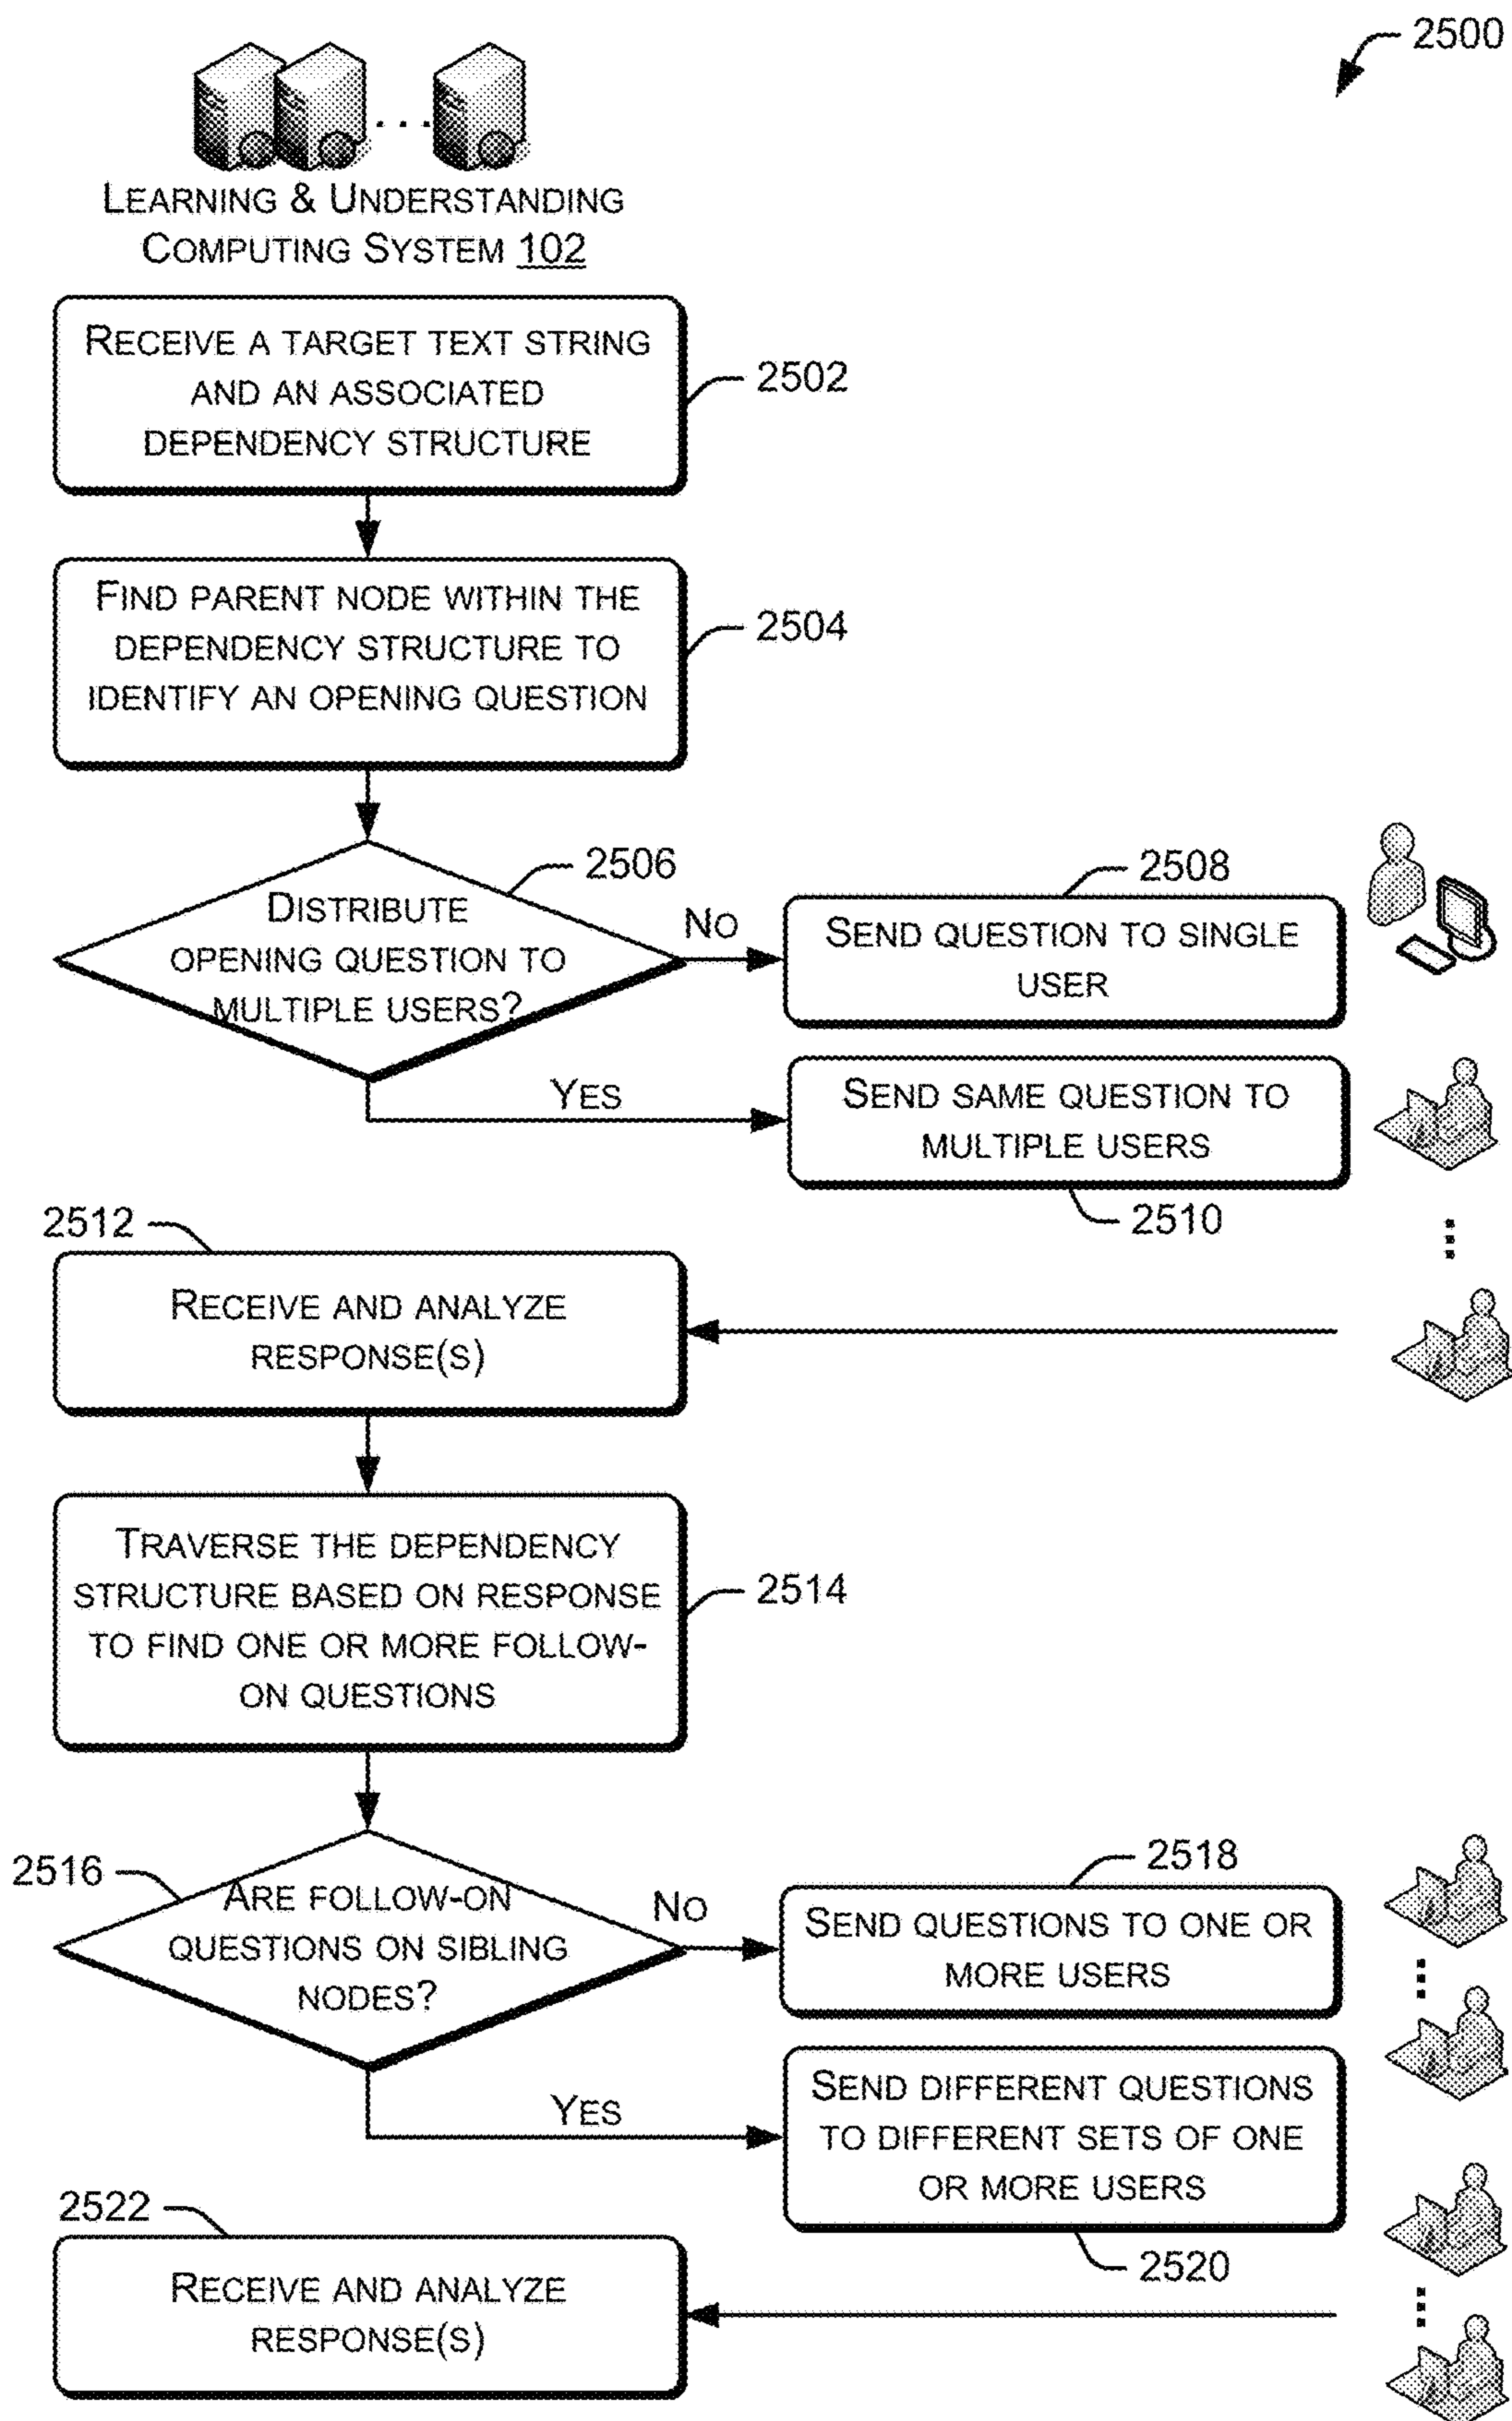 2500
LEARNING & UNDERSTANDING
COMPUTING SYSTEM 102
RECEIVE A TARGET TEXT STRING
AND AN ASSOCIATED
DEPENDENCY STRUCTURE
2502
FIND PARENT NODE WITHIN THE
DEPENDENCY STRUCTURE TO
IDENTIFY AN OPENING QUESTION
2504
2506
DISTRIBUTE
OPENING QUESTION TO
MULTIPLE USERS?
NO
2508
SEND QUESTION TO SINGLE
USER
YES
SEND SAME QUESTION TO
MULTIPLE USERS
2510
2512
RECEIVE AND ANALYZE
RESPONSE(S)
TRAVERSE THE DEPENDENCY
STRUCTURE BASED ON RESPONSE
TO FIND ONE OR MORE FOLLOW-
ON QUESTIONS
2514
2516
ARE FOLLOW-ON
QUESTIONS ON SIBLING
NODES?
NO
2518
SEND QUESTIONS TO ONE OR
MORE USERS
YES
SEND DIFFERENT QUESTIONS
TO DIFFERENT SETS OF ONE
OR MORE USERS
2520
2522
RECEIVE AND ANALYZE
RESPONSE(S)